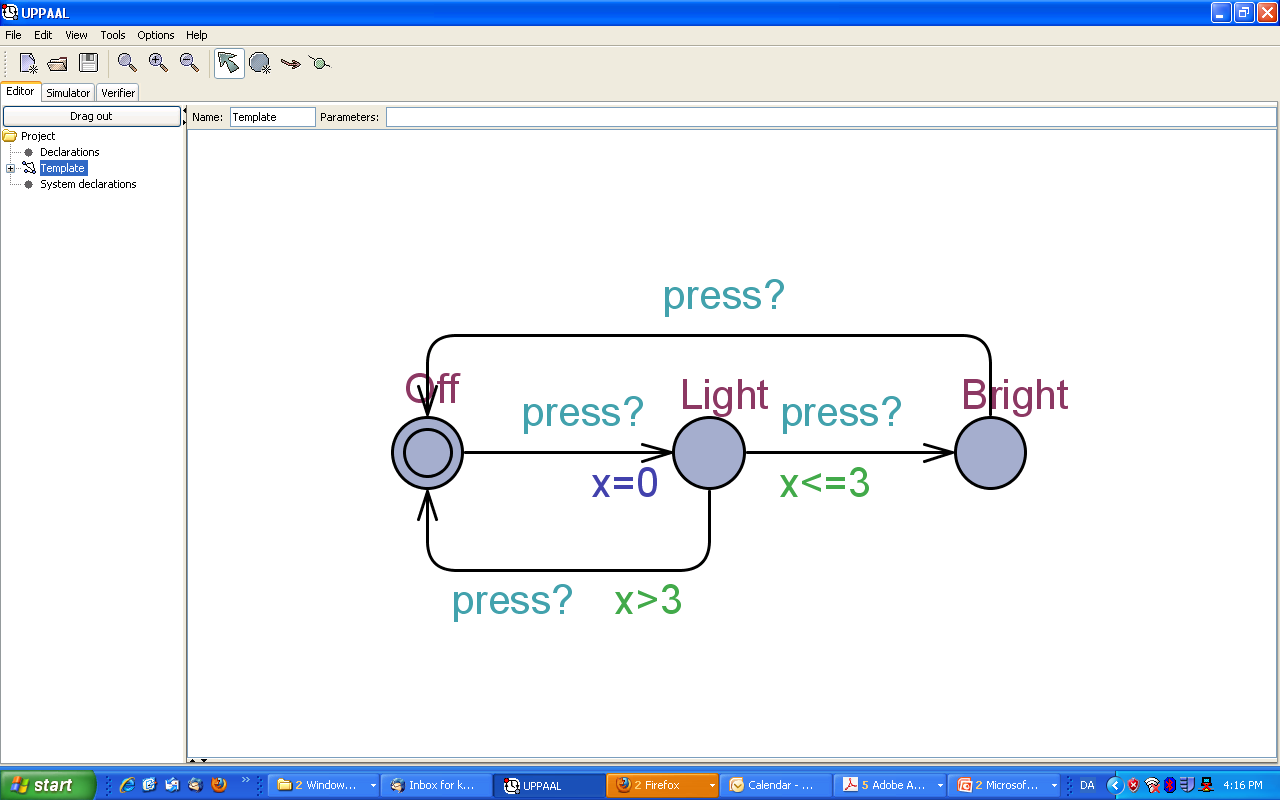 UPPAAL
File Edit View Tools Options Help
Editor Simulator Verifier
Drag out
Name: Template Parameters:
Project
Declarations
Template
System declarations
press?
Off
press?
Light
press?
Bright
x=0
x<=3
press? x>3
start
»
2 Window...
Inbox for k...
UPPAAL
2 Firefox
Calendar - ...
5 Adobe A...
2 Microsof...
DA
4:16 PM